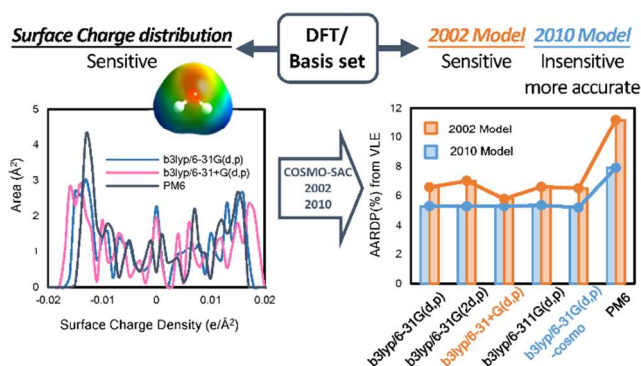 Surface Charge distribution
Sensitive
DFT/
Basis set
2002 Model
Sensitive
2010 Model
Insensitive
more accurate
5
4
3
2
1
0
Area (Å²)
b3lyp/6-31G(d,p)
b3lyp/6-31+G(d,p)
PM6
-0.02
-0.01
0
0.01
0.02
Surface Charge Density (e/Å²)
COSMO-SAC
2002
2010
12
10
8
6
4
2
0
AARDP(%) from VLE
2002 Model
2010 Model
b3lyp/6-31G(d,p)
b3lyp/6-31G(2d,p)
b3lyp/6-31+G(d,p)
b3lyp/6-311G(d,p)
b3lyp/6-31G(d,p)
-cosmo
PM6